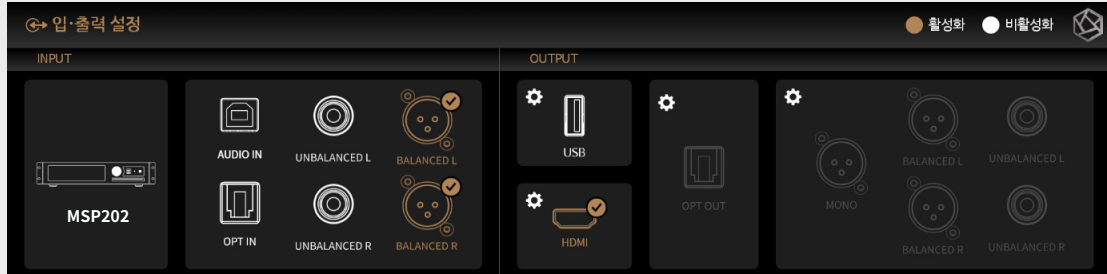 입·출력 설정
활성화
비활성화
INPUT
OUTPUT
MSP202
AUDIO IN
UNBALANCED L
BALANCED L
OPT IN
UNBALANCED R
BALANCED R
USB
HDMI
OPT OUT
MONO
BALANCED L
UNBALANCED L
BALANCED R
UNBALANCED R